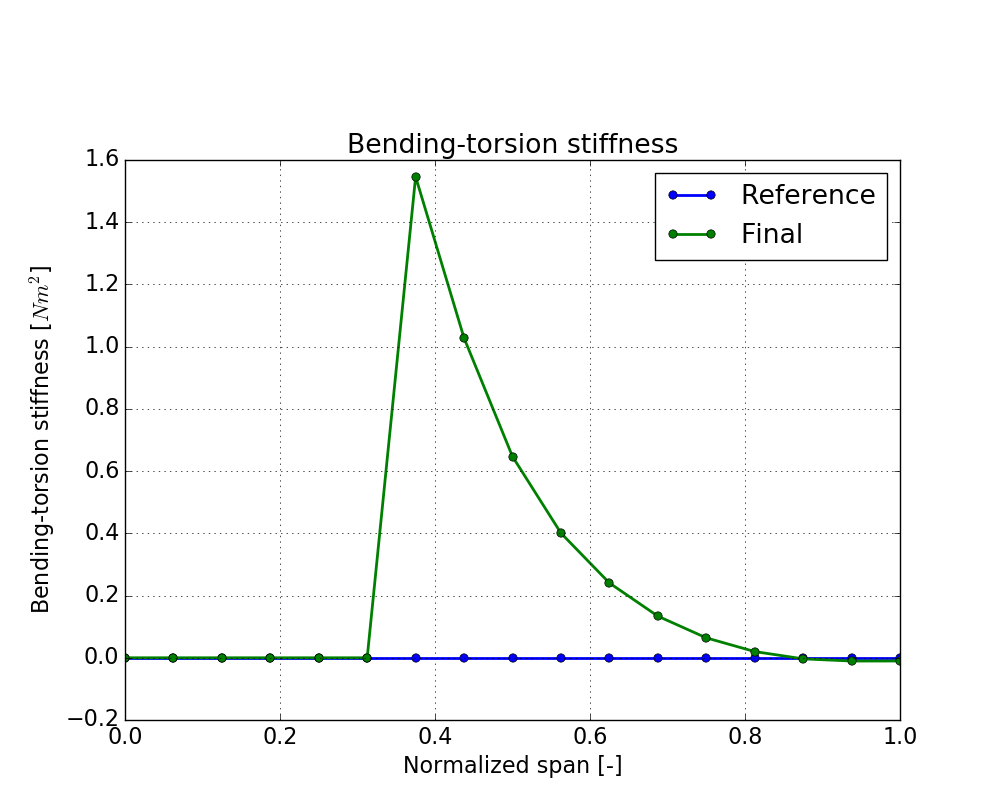 Bending-torsion stiffness
1.6
1.4
1.2
1.0
0.8
0.6
0.4
0.2
0.0
−0.2
Bending-torsion stiffness [Nm²]
Reference
Final
0.0 0.2 0.4 0.6 0.8 1.0
Normalized span [-]